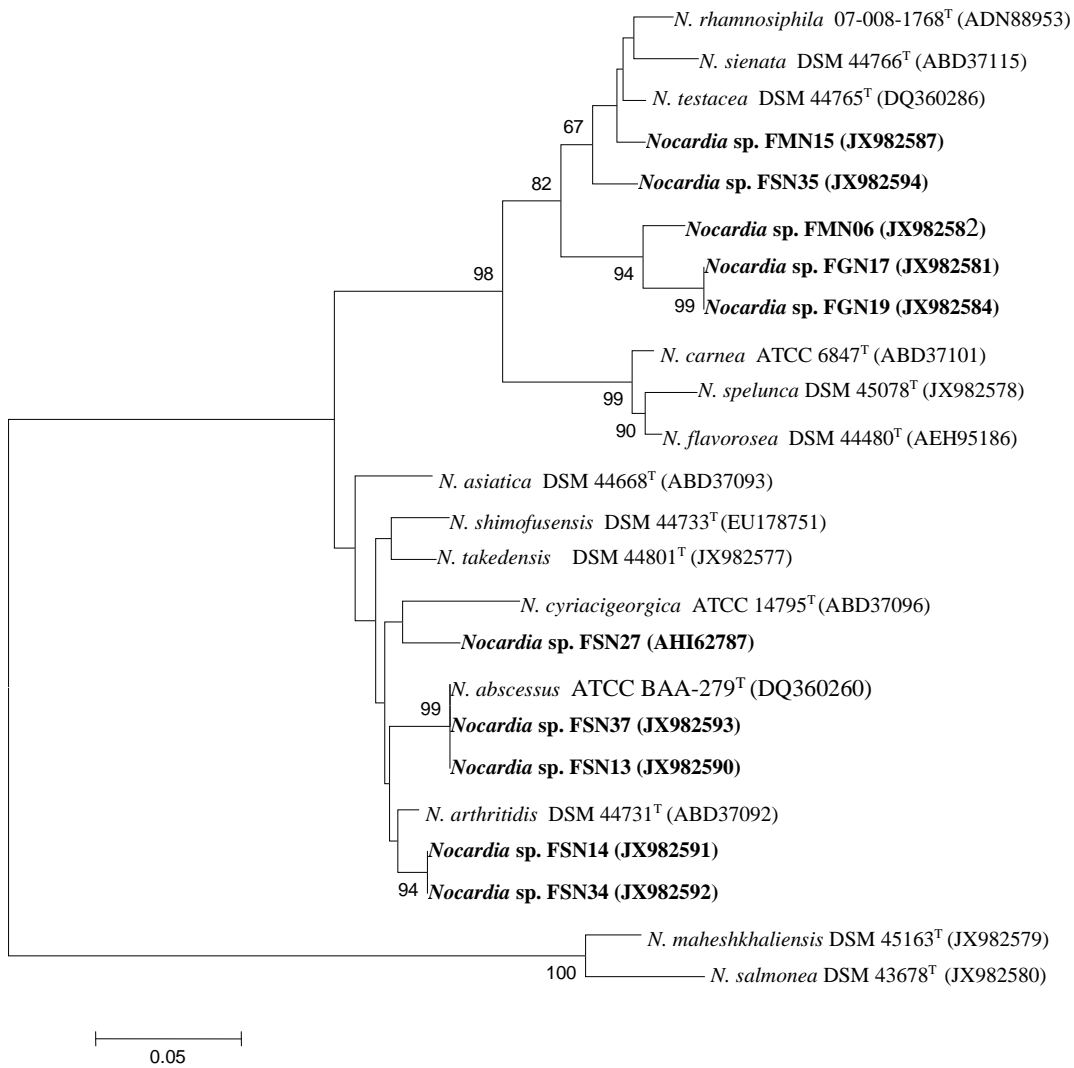 N. rhamnosiphila 07-008-1768T (ADN88953)
N. sienata DSM 44766T (ABD37115)
N. testacea DSM 44765T (DQ360286)
67
Nocardia sp. FMN15 (JX982587)
82
Nocardia sp. FSN35 (JX982594)
Nocardia sp. FMN06 (JX982582)
98
94
Nocardia sp. FGN17 (JX982581)
99
Nocardia sp. FGN19 (JX982584)
N. carnea ATCC 6847T (ABD37101)
99
N. spelunca DSM 45078T (JX982578)
90
N. flavorosea DSM 44480T (AEH95186)
N. asiatica DSM 44668T (ABD37093)
N. shimofusensis DSM 44733T (EU178751)
N. takedensis DSM 44801T (JX982577)
N. cyriacigeorgica ATCC 14795T (ABD37096)
Nocardia sp. FSN27 (AHI62787)
N. abscessus ATCC BAA-279T (DQ360260)
99
Nocardia sp. FSN37 (JX982593)
Nocardia sp. FSN13 (JX982590)
N. arthritidis DSM 44731T (ABD37092)
Nocardia sp. FSN14 (JX982591)
94
Nocardia sp. FSN34 (JX982592)
N. maheshkhaliensis DSM 45163T (JX982579)
100
N. salmonea DSM 43678T (JX982580)
0.05